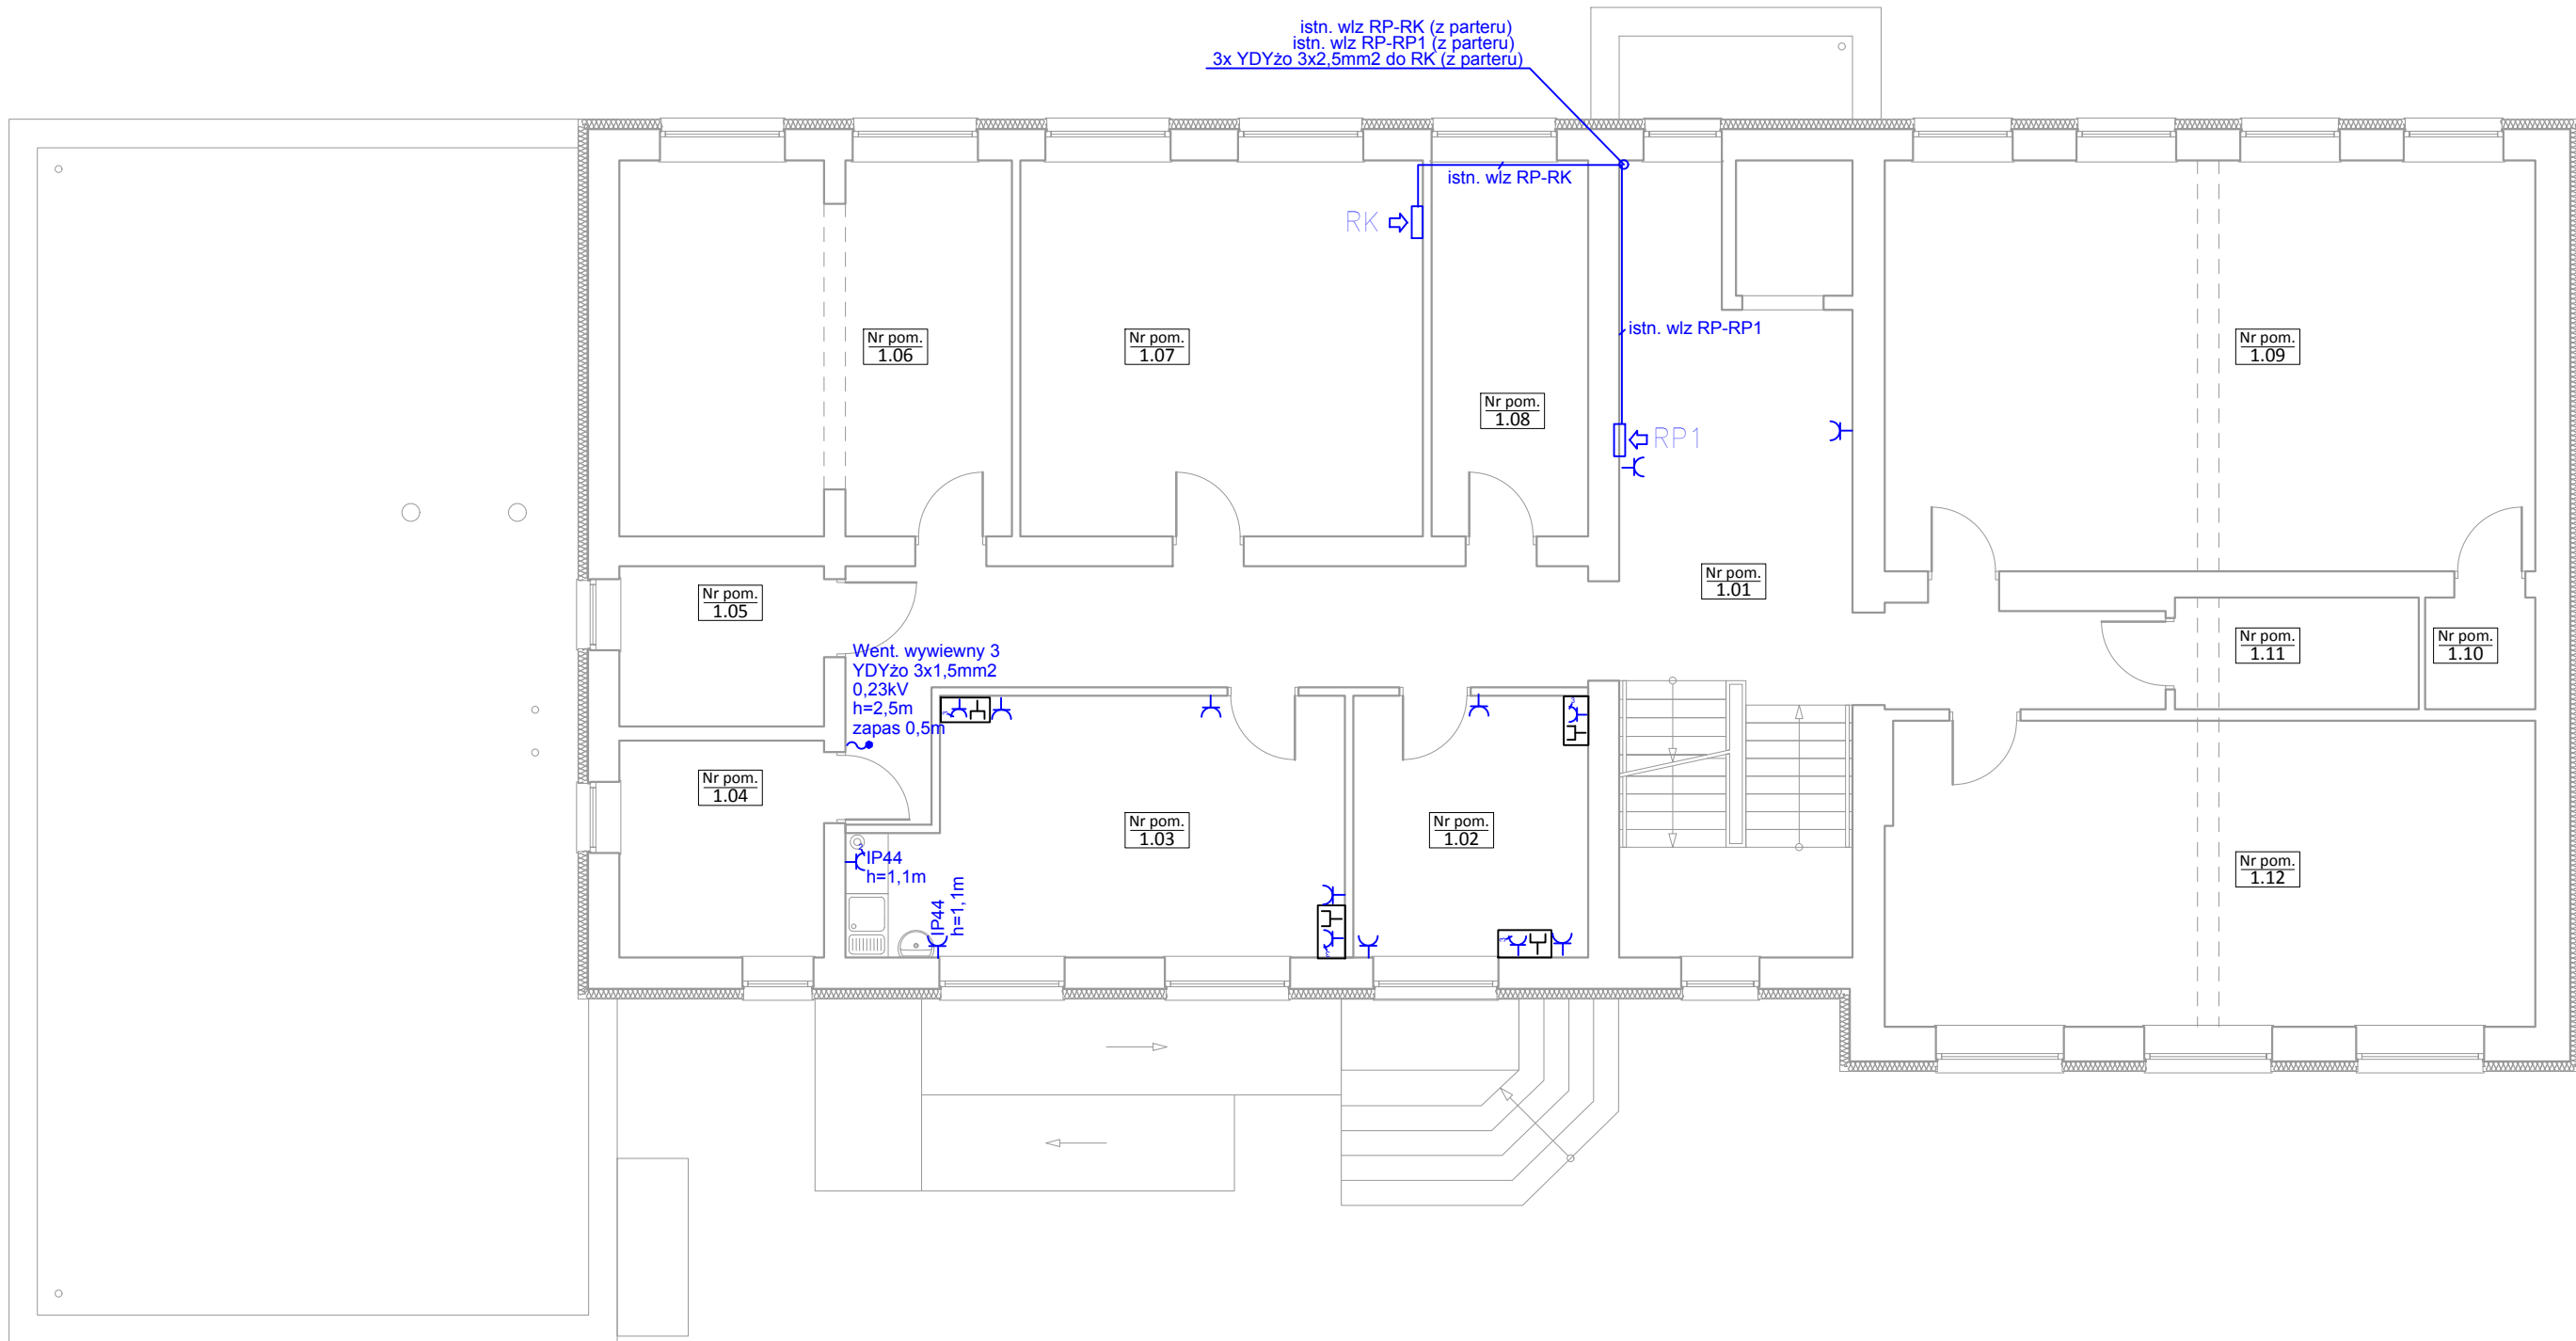 istn. wlz RP-RK (z parteru)
istn. wlz RP-RP1 (z parteru)
3x YDYżo 3x2,5mm2 do RK (z parteru)
istn. wlz RP-RK
RK
istn. wlz RP-RP1
Nr pom.
1.06
Nr pom.
1.07
Nr pom.
1.09
Nr pom.
1.08
RP1
Nr pom.
1.05
Nr pom.
1.01
Nr pom.
1.11
Nr pom.
1.10
Went. wywiewny 3
YDYżo 3x1,5mm2
0,23kV
h=2,5m
zapas 0,5m
Nr pom.
1.04
Nr pom.
1.03
Nr pom.
1.02
Nr pom.
1.12
IP44
h=1,1m
IP44
h=1,1m